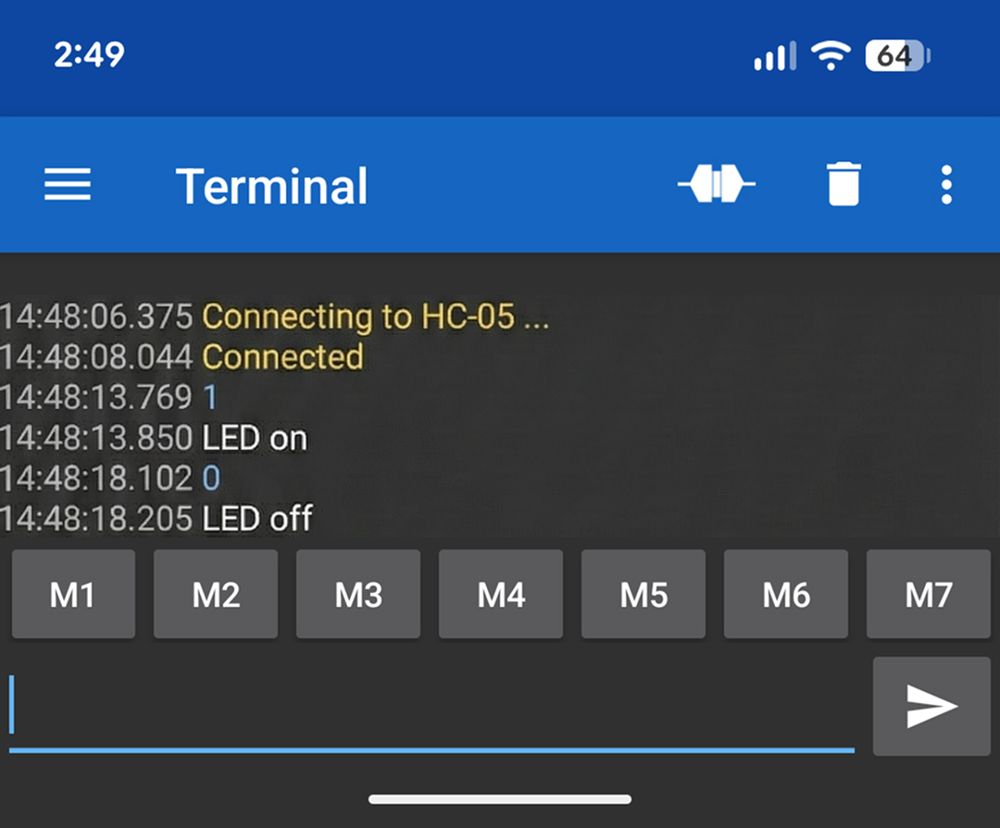 2:49
64
Terminal
14:48:06.375 Connecting to HC-05 ...
14:48:08.044 Connected
14:48:13.769 1
14:48:13.850 LED on
14:48:18.102 0
14:48:18.205 LED off
M1 M2 M3 M4 M5 M6 M7